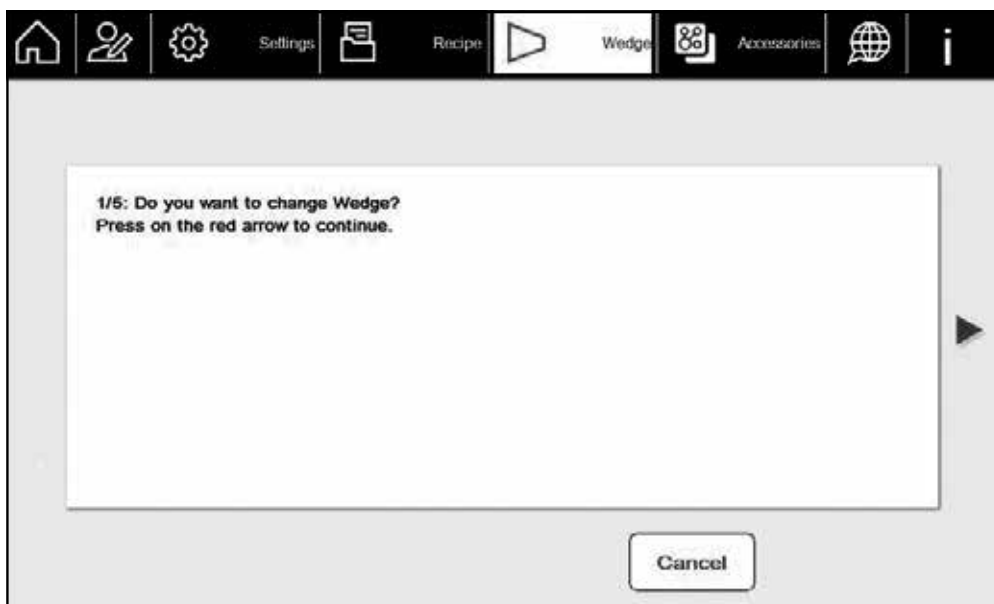 Settings
Recipe
Wedge
Accessories
i
1/5: Do you want to change Wedge?
Press on the red arrow to continue.
Cancel